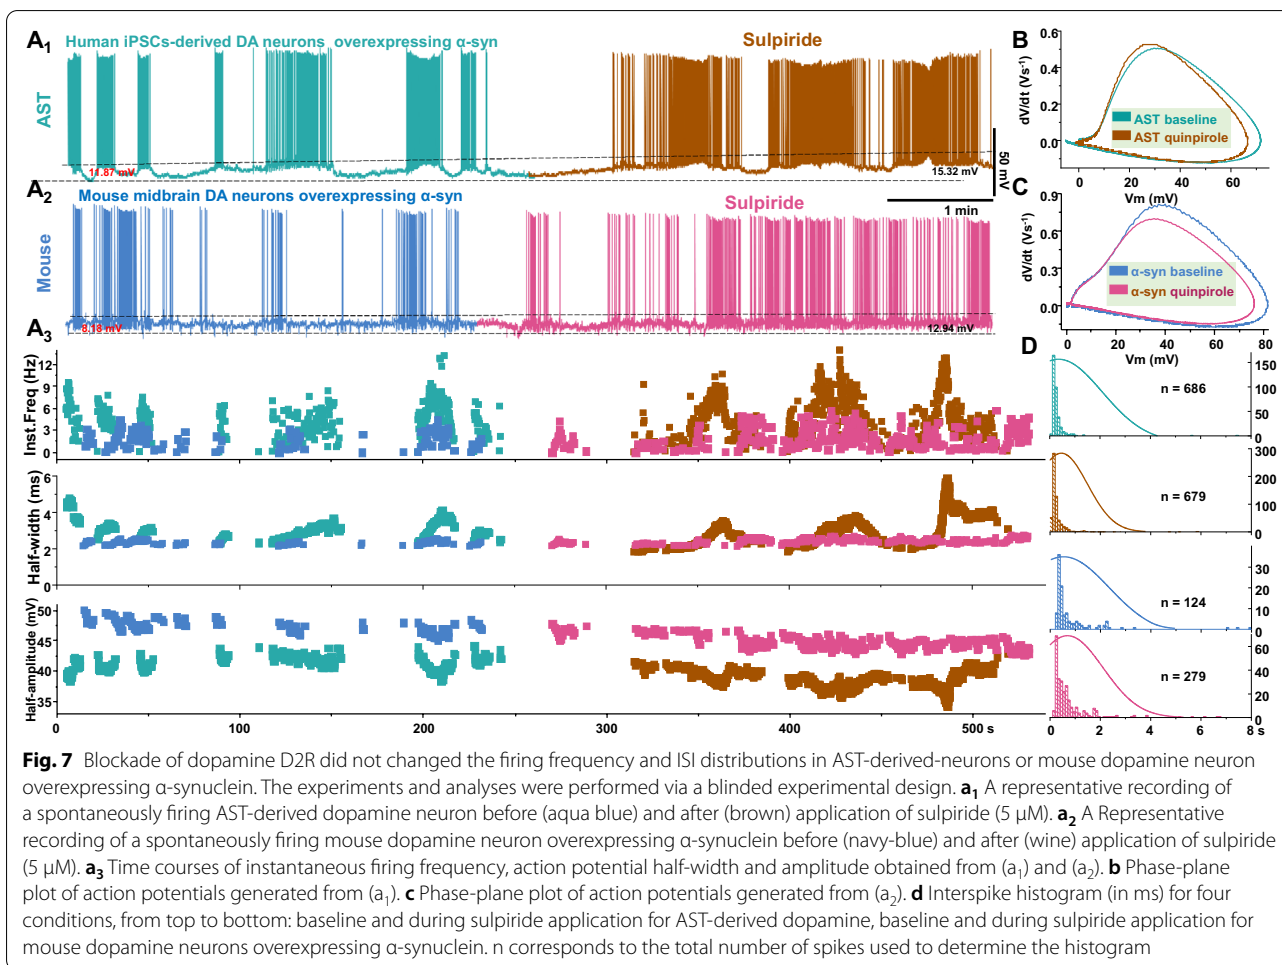 A1
Human iPSCs-derived DA neurons overexpressing α-syn
Sulpiride
AST
11.87 mV
15.32 mV
50 mV
A2
Mouse midbrain DA neurons overexpressing α-syn
Sulpiride
1 min
Mouse
8.18 mV
12.94 mV
A3
Inst.Freq (Hz)
12
9
6
3
0
Half-width (ms)
6
4
2
0
Half-amplitude (mV)
50
45
40
35
0 100 200 300 400 500 s
B
dV/dt (Vs-1)
0.6
0.4
0.2
0.0
AST baseline
AST quinpirole
0 20 40 60
Vm (mV)
C
dV/dt (Vs-1)
0.9
0.6
0.3
0.0
α-syn baseline
α-syn quinpirole
0 20 40 60 80
Vm (mV)
D
n = 686
150
100
50
0
n = 679
300
200
100
0
n = 124
30
20
10
0
n = 279
60
40
20
0
0 2 4 6 8 s
Fig. 7 Blockade of dopamine D2R did not changed the firing frequency and ISI distributions in AST-derived-neurons or mouse dopamine neuron
overexpressing α-synuclein. The experiments and analyses were performed via a blinded experimental design. a1 A representative recording of
a spontaneously firing AST-derived dopamine neuron before (aqua blue) and after (brown) application of sulpiride (5 μM). a2 A Representative
recording of a spontaneously firing mouse dopamine neuron overexpressing α-synuclein before (navy-blue) and after (wine) application of sulpiride
(5 μM). a3 Time courses of instantaneous firing frequency, action potential half-width and amplitude obtained from (a1) and (a2). b Phase-plane
plot of action potentials generated from (a1). c Phase-plane plot of action potentials generated from (a2). d Interspike histogram (in ms) for four
conditions, from top to bottom: baseline and during sulpiride application for AST-derived dopamine, baseline and during sulpiride application for
mouse dopamine neurons overexpressing α-synuclein. n corresponds to the total number of spikes used to determine the histogram